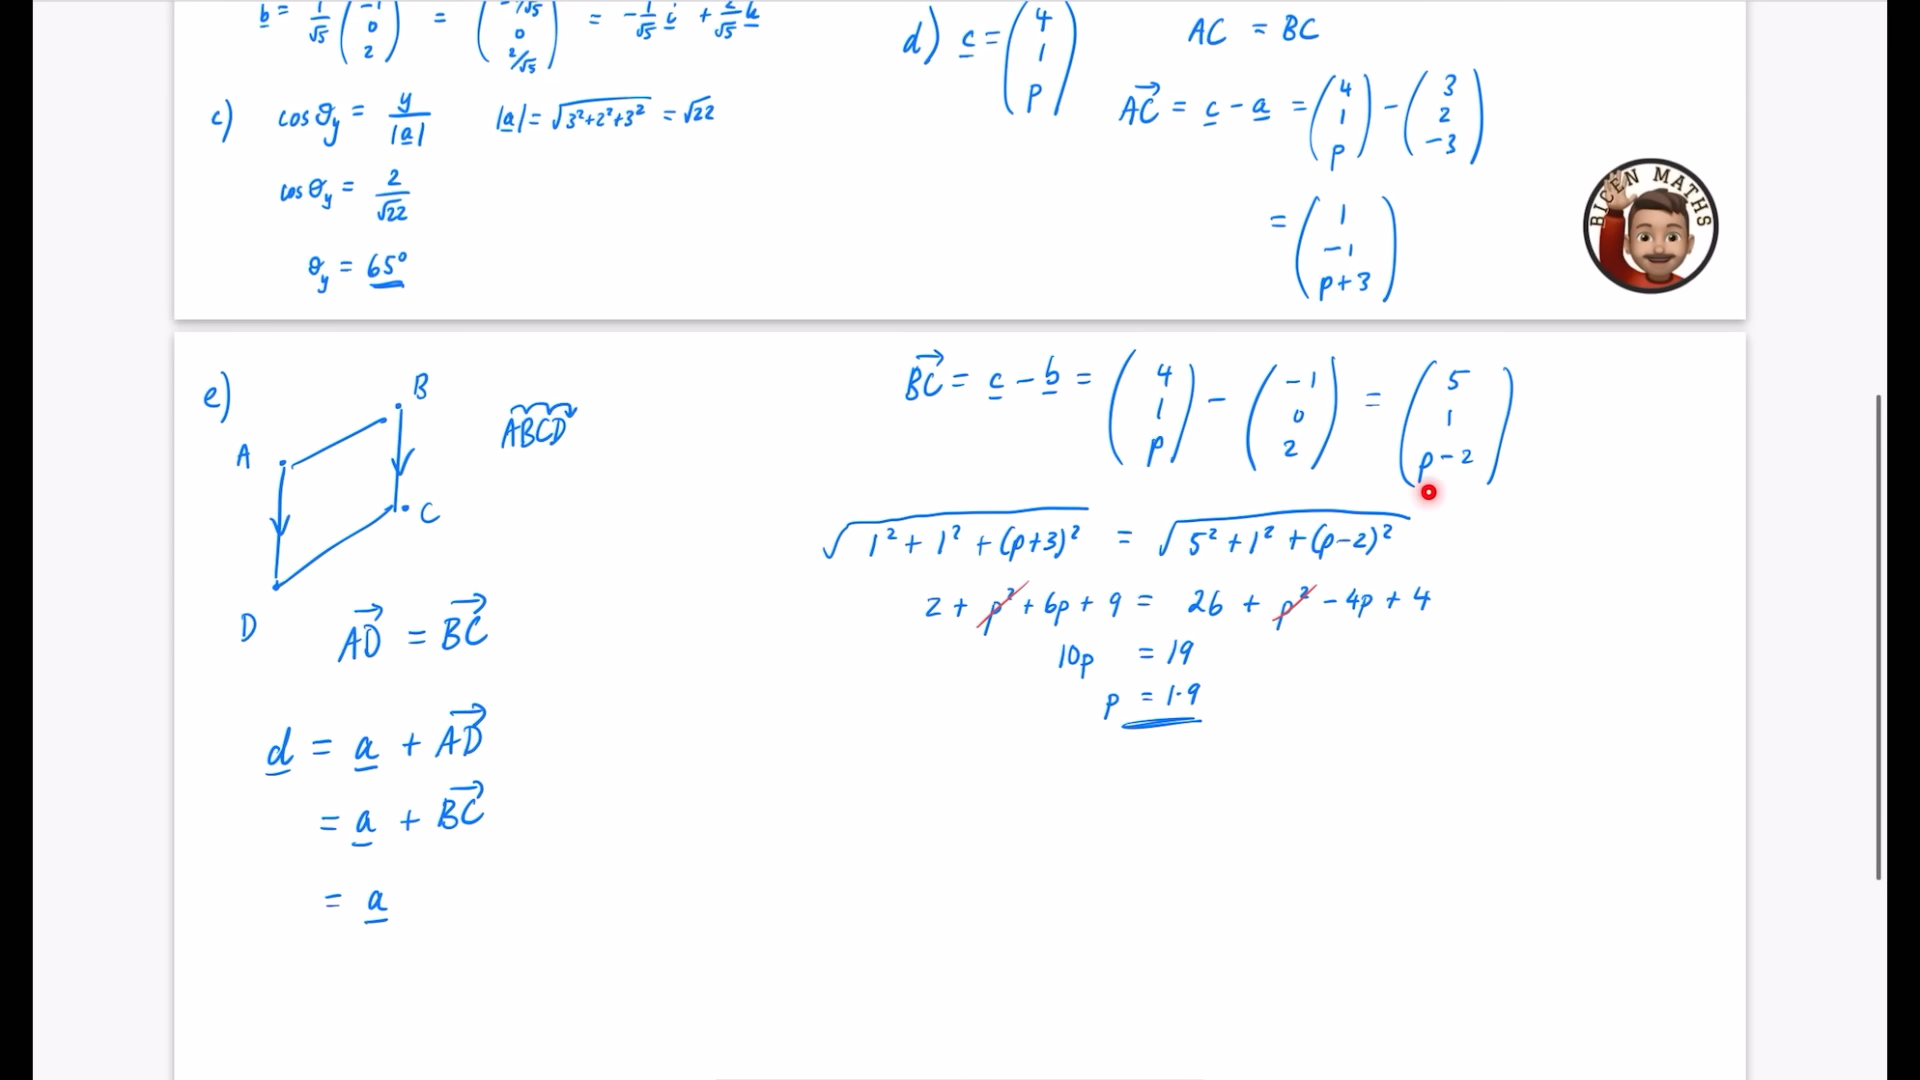 b = 1/√5 (-1 0 2) = (-1/√5 0 2/√5) = -1/√5 i + 2/√5 k
c) cos θy = y/|a| |a| = √3²+2²+3² = √22
cos θy = 2/√22
θy = 65°
d) c = (4 1 p) AC = BC
AC = c - a = (4 1 p) - (3 2 -3)
= (1 -1 p+3)
BICEN MATHS
e) A B C D
ABCD
AD = BC
d = a + AD
= a + BC
= a
BC = c - b = (4 1 p) - (-1 0 2) = (5 1 p-2)
√1² + 1² + (p+3)² = √5² + 1² + (p-2)²
2 + p² + 6p + 9 = 26 + p² - 4p + 4
10p = 19
p = 1.9